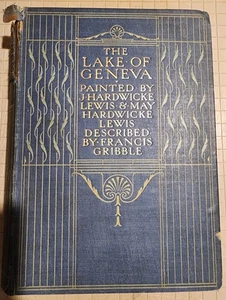 THE
LAKE·OF
GENEVA
PAINTED BY
J·HARDWICKE
LEWIS & MAY
HARDWICKE
LEWIS
DESCRIBED
BY·FRANCIS
GRIBBLE